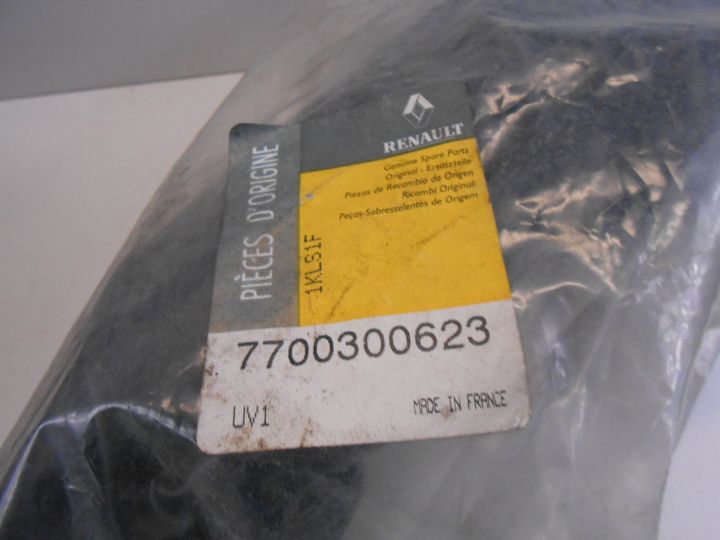 RENAULT
Genuine Spare Parts
Original - Ersatzteile
Piezas de Recambio de Origen
Ricambi Originali
Peças-Sobresselentes de Origem
PIÈCES D'ORIGINE
1KL81F
7700300623
UV1
MADE IN FRANCE